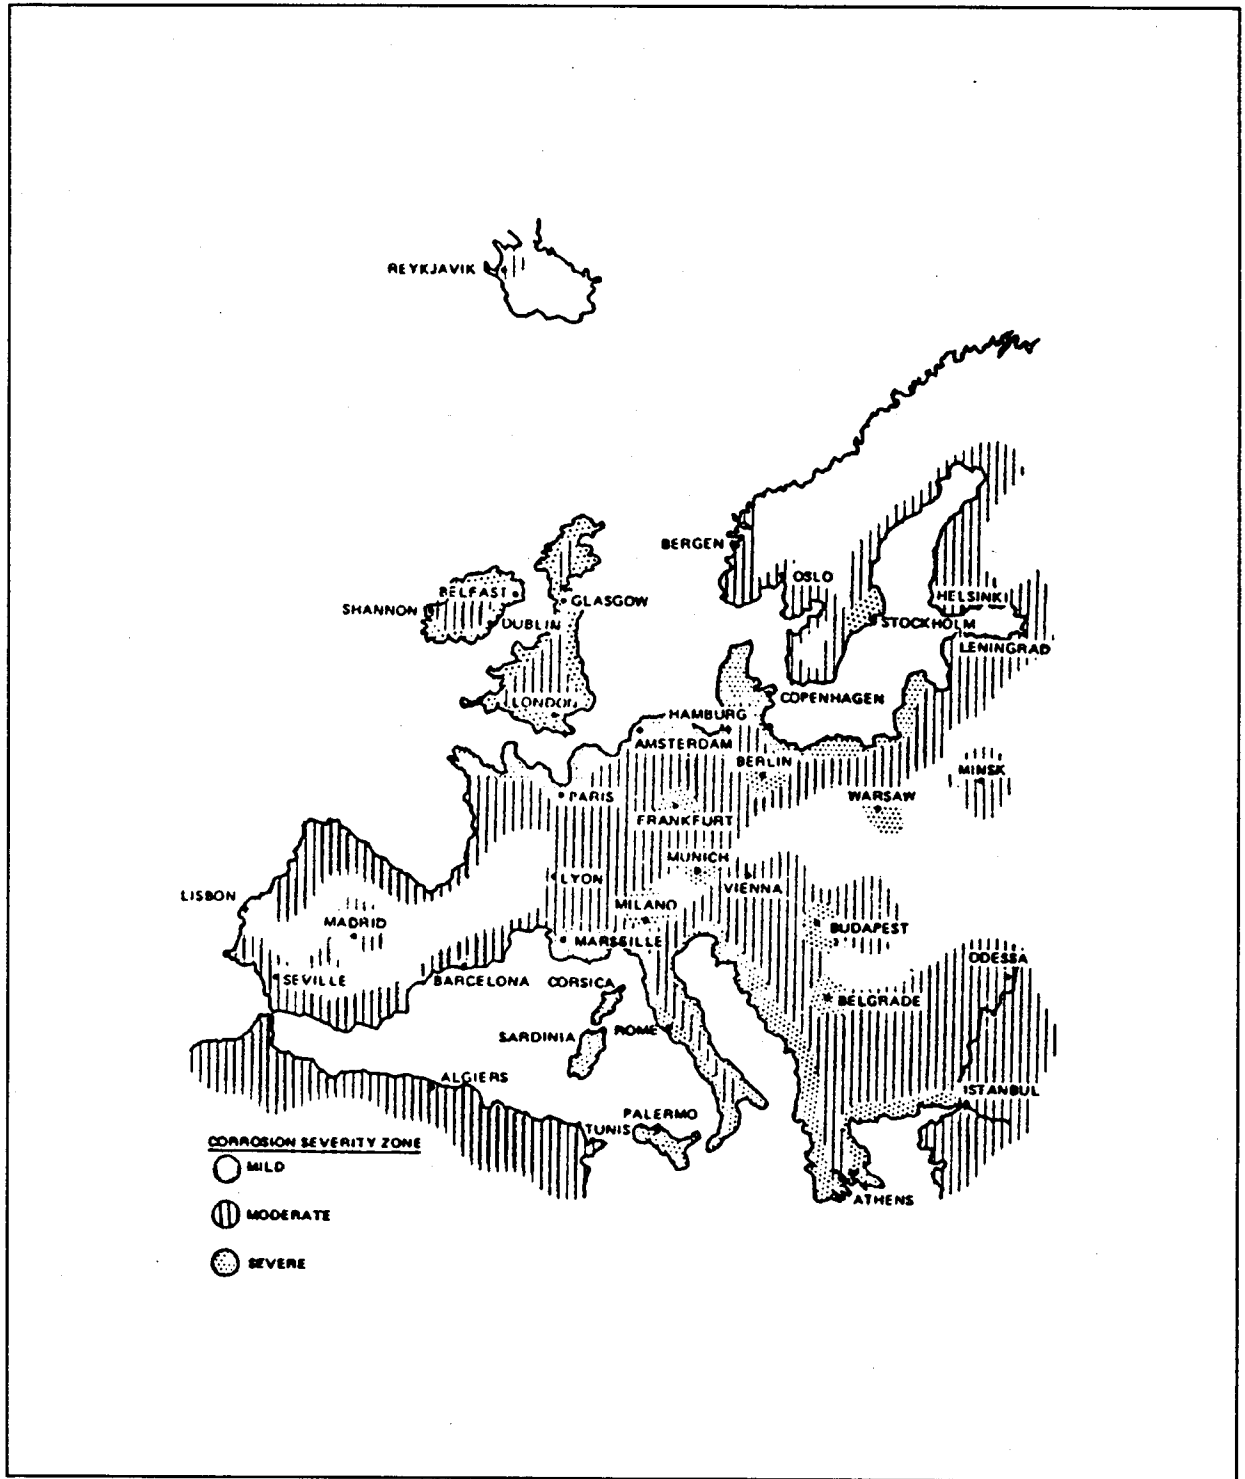 REYKJAVIK
BERGEN
OSLO
BELFAST
GLASGOW
HELSINKI
SHANNON
DUBLIN
STOCKHOLM
LENINGRAD
LONDON
COPENHAGEN
HAMBURG
AMSTERDAM
BERLIN
MINSK
PARIS
WARSAW
FRANKFURT
MUNICH
LYON
VIENNA
LISBON
MILANO
MADRID
BUDAPEST
MARSEILLE
ODESSA
SEVILLE
BARCELONA
CORSICA
BELGRADE
SARDINIA
ROME
ALGIERS
ISTANBUL
PALERMO
TUNIS
CORROSION SEVERITY ZONE
MILD
ATHENS
MODERATE
SEVERE